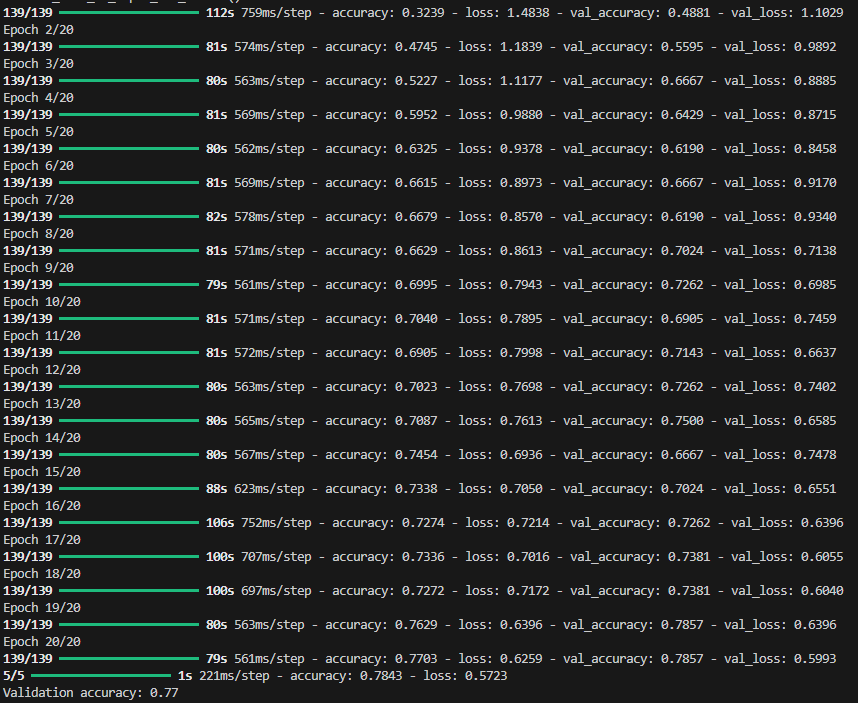 139/139 112s 759ms/step - accuracy: 0.3239 - loss: 1.4838 - val_accuracy: 0.4881 - val_loss: 1.1029
Epoch 2/20
139/139 81s 574ms/step - accuracy: 0.4745 - loss: 1.1839 - val_accuracy: 0.5595 - val_loss: 0.9892
Epoch 3/20
139/139 80s 563ms/step - accuracy: 0.5227 - loss: 1.1177 - val_accuracy: 0.6667 - val_loss: 0.8885
Epoch 4/20
139/139 81s 569ms/step - accuracy: 0.5952 - loss: 0.9880 - val_accuracy: 0.6429 - val_loss: 0.8715
Epoch 5/20
139/139 80s 562ms/step - accuracy: 0.6325 - loss: 0.9378 - val_accuracy: 0.6190 - val_loss: 0.8458
Epoch 6/20
139/139 81s 569ms/step - accuracy: 0.6615 - loss: 0.8973 - val_accuracy: 0.6667 - val_loss: 0.9170
Epoch 7/20
139/139 82s 578ms/step - accuracy: 0.6679 - loss: 0.8570 - val_accuracy: 0.6190 - val_loss: 0.9340
Epoch 8/20
139/139 81s 571ms/step - accuracy: 0.6629 - loss: 0.8613 - val_accuracy: 0.7024 - val_loss: 0.7138
Epoch 9/20
139/139 79s 561ms/step - accuracy: 0.6995 - loss: 0.7943 - val_accuracy: 0.7262 - val_loss: 0.6985
Epoch 10/20
139/139 81s 571ms/step - accuracy: 0.7040 - loss: 0.7895 - val_accuracy: 0.6905 - val_loss: 0.7459
Epoch 11/20
139/139 81s 572ms/step - accuracy: 0.6905 - loss: 0.7998 - val_accuracy: 0.7143 - val_loss: 0.6637
Epoch 12/20
139/139 80s 563ms/step - accuracy: 0.7023 - loss: 0.7698 - val_accuracy: 0.7262 - val_loss: 0.7402
Epoch 13/20
139/139 80s 565ms/step - accuracy: 0.7087 - loss: 0.7613 - val_accuracy: 0.7500 - val_loss: 0.6585
Epoch 14/20
139/139 80s 567ms/step - accuracy: 0.7454 - loss: 0.6936 - val_accuracy: 0.6667 - val_loss: 0.7478
Epoch 15/20
139/139 88s 623ms/step - accuracy: 0.7338 - loss: 0.7050 - val_accuracy: 0.7024 - val_loss: 0.6551
Epoch 16/20
139/139 106s 752ms/step - accuracy: 0.7274 - loss: 0.7214 - val_accuracy: 0.7262 - val_loss: 0.6396
Epoch 17/20
139/139 100s 707ms/step - accuracy: 0.7336 - loss: 0.7016 - val_accuracy: 0.7381 - val_loss: 0.6055
Epoch 18/20
139/139 100s 697ms/step - accuracy: 0.7272 - loss: 0.7172 - val_accuracy: 0.7381 - val_loss: 0.6040
Epoch 19/20
139/139 80s 563ms/step - accuracy: 0.7629 - loss: 0.6396 - val_accuracy: 0.7857 - val_loss: 0.6396
Epoch 20/20
139/139 79s 561ms/step - accuracy: 0.7703 - loss: 0.6259 - val_accuracy: 0.7857 - val_loss: 0.5993
5/5 1s 221ms/step - accuracy: 0.7843 - loss: 0.5723
Validation accuracy: 0.77